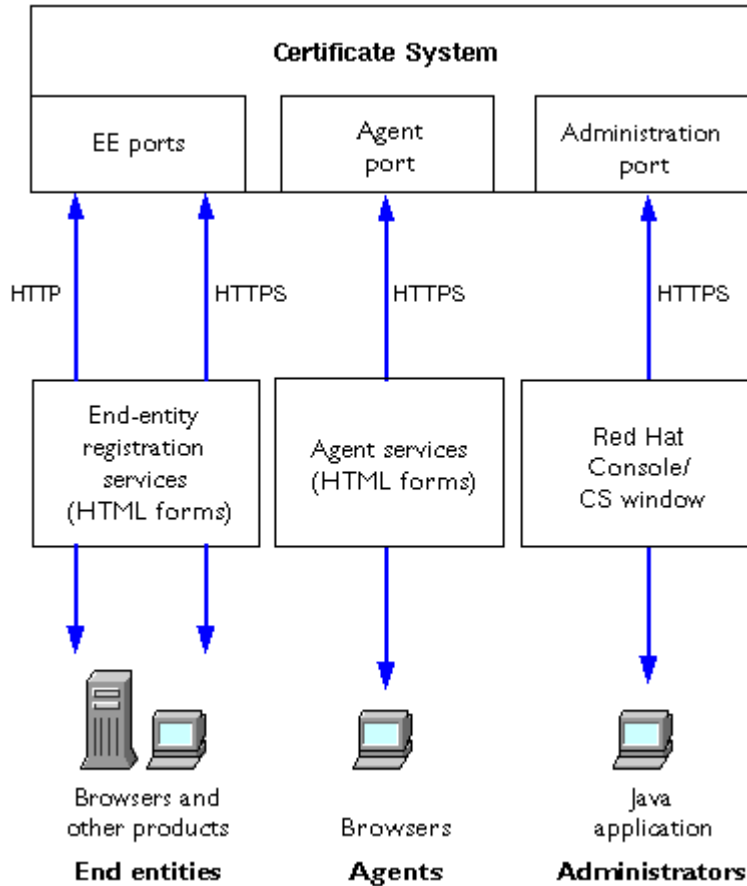 Certificate System
EE ports
Agent
port
Administration
port
HTTP
HTTPS
HTTPS
HTTPS
End-entity
registration
services
(HTML forms)
Agent services
(HTML forms)
Red Hat
Console/
CS window
Browsers and
other products
Browsers
Java
application
End entities
Agents
Administrators